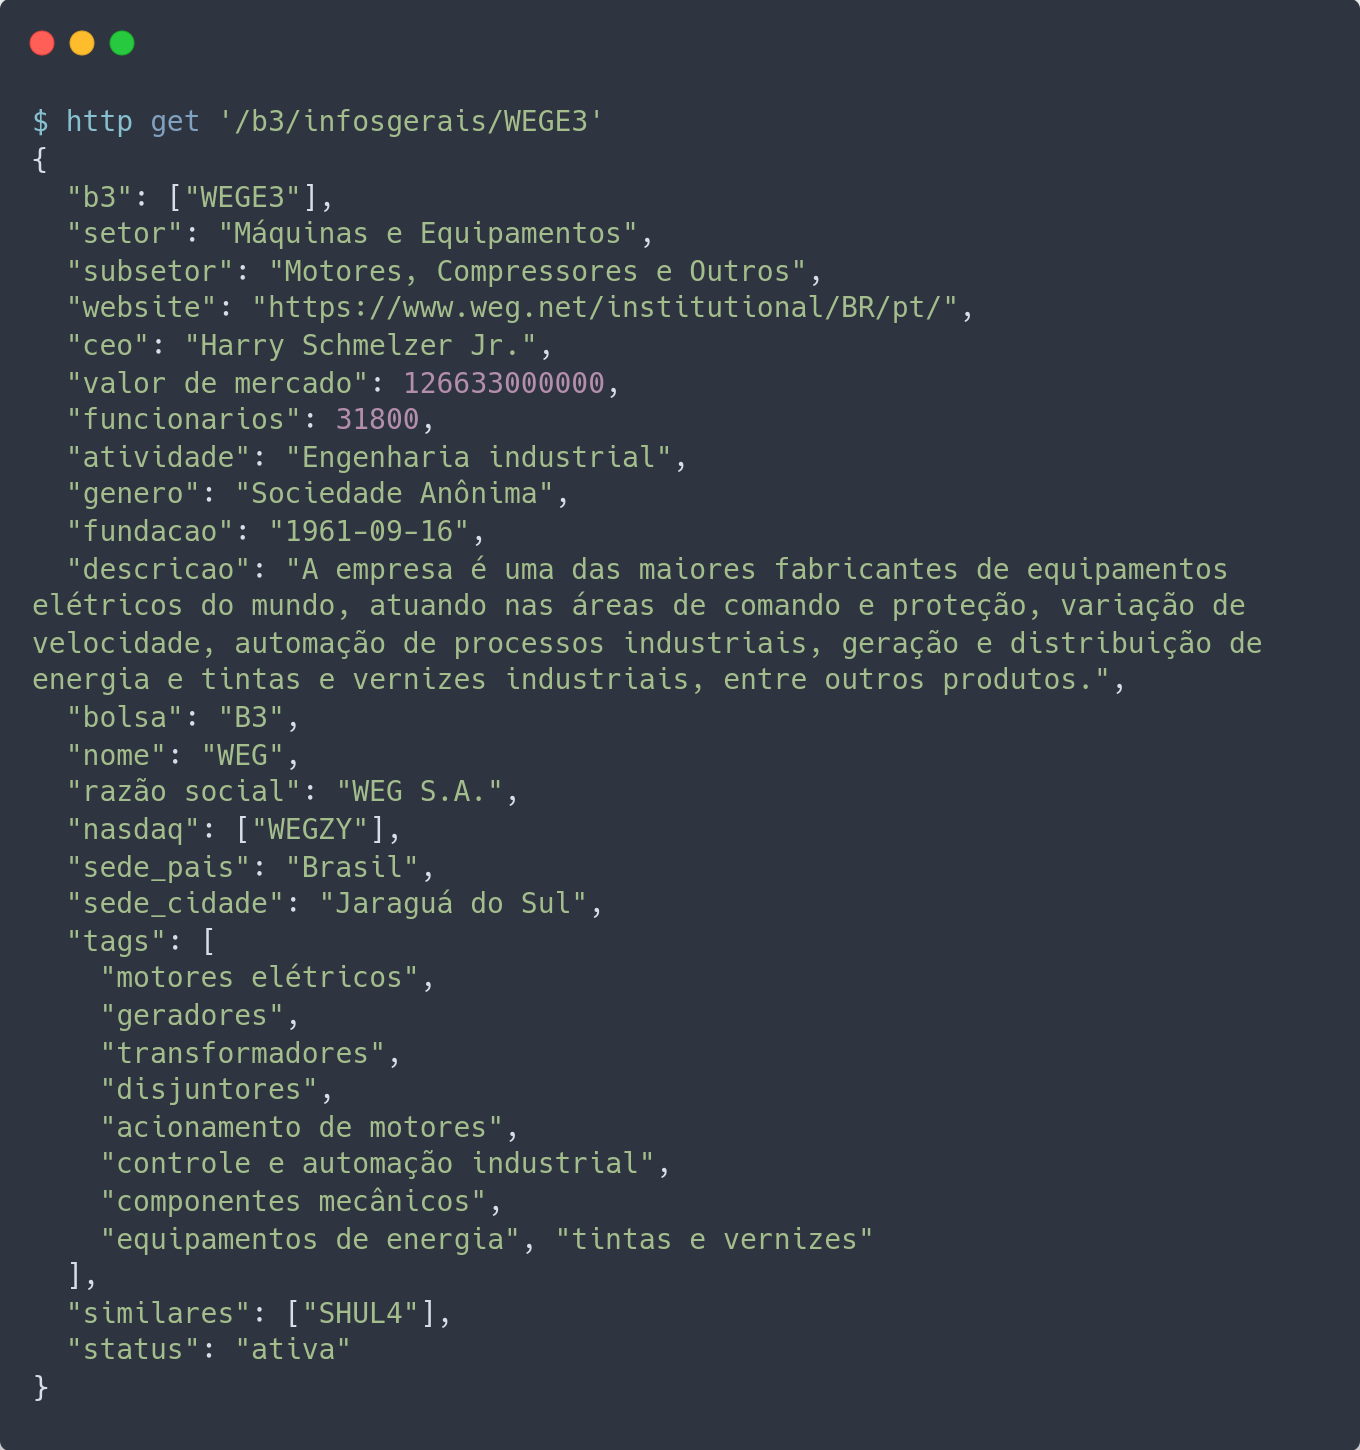 $ http get '/b3/infosgerais/WEGE3'
{
  "b3": ["WEGE3"],
  "setor": "Máquinas e Equipamentos",
  "subsetor": "Motores, Compressores e Outros",
  "website": "https://www.weg.net/institutional/BR/pt/",
  "ceo": "Harry Schmelzer Jr.",
  "valor de mercado": 126633000000,
  "funcionarios": 31800,
  "atividade": "Engenharia industrial",
  "genero": "Sociedade Anônima",
  "fundacao": "1961-09-16",
  "descricao": "A empresa é uma das maiores fabricantes de equipamentos
elétricos do mundo, atuando nas áreas de comando e proteção, variação de
velocidade, automação de processos industriais, geração e distribuição de
energia e tintas e vernizes industriais, entre outros produtos.",
  "bolsa": "B3",
  "nome": "WEG",
  "razão social": "WEG S.A.",
  "nasdaq": ["WEGZY"],
  "sede_pais": "Brasil",
  "sede_cidade": "Jaraguá do Sul",
  "tags": [
    "motores elétricos",
    "geradores",
    "transformadores",
    "disjuntores",
    "acionamento de motores",
    "controle e automação industrial",
    "componentes mecânicos",
    "equipamentos de energia", "tintas e vernizes"
  ],
  "similares": ["SHUL4"],
  "status": "ativa"
}